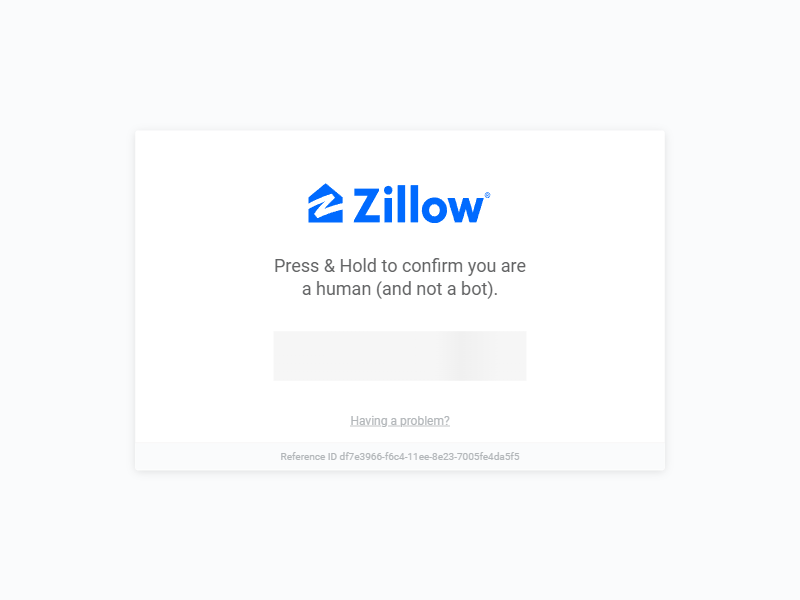 Zillow®
Press & Hold to confirm you are
a human (and not a bot).
Having a problem?
Reference ID df7e3966-f6c4-11ee-8e23-7005fe4da5f5